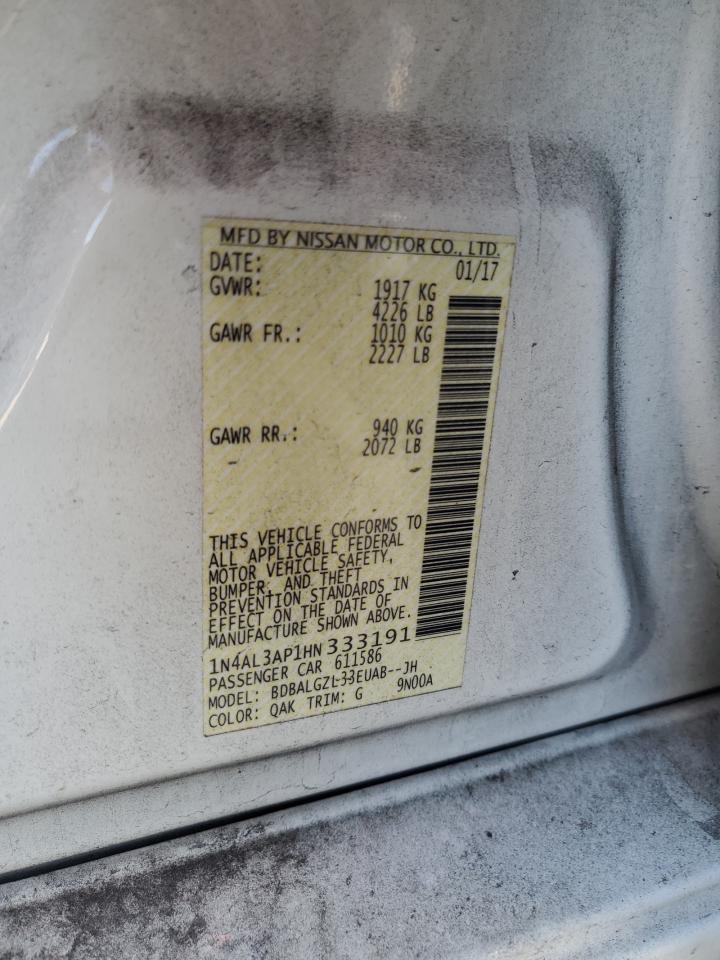 MFD BY NISSAN MOTOR CO., LTD.
DATE: 01/17
GVWR: 1917 KG
4226 LB
GAWR FR.: 1010 KG
2227 LB
GAWR RR.: 940 KG
2072 LB
THIS VEHICLE CONFORMS TO
ALL APPLICABLE FEDERAL
MOTOR VEHICLE SAFETY,
BUMPER, AND THEFT
PREVENTION STANDARDS IN
EFFECT ON THE DATE OF
MANUFACTURE SHOWN ABOVE.
1N4AL3AP1HN333191
PASSENGER CAR 611586
MODEL: BDBALGZL33EUAB--JH
COLOR: QAK TRIM: G 9N00A